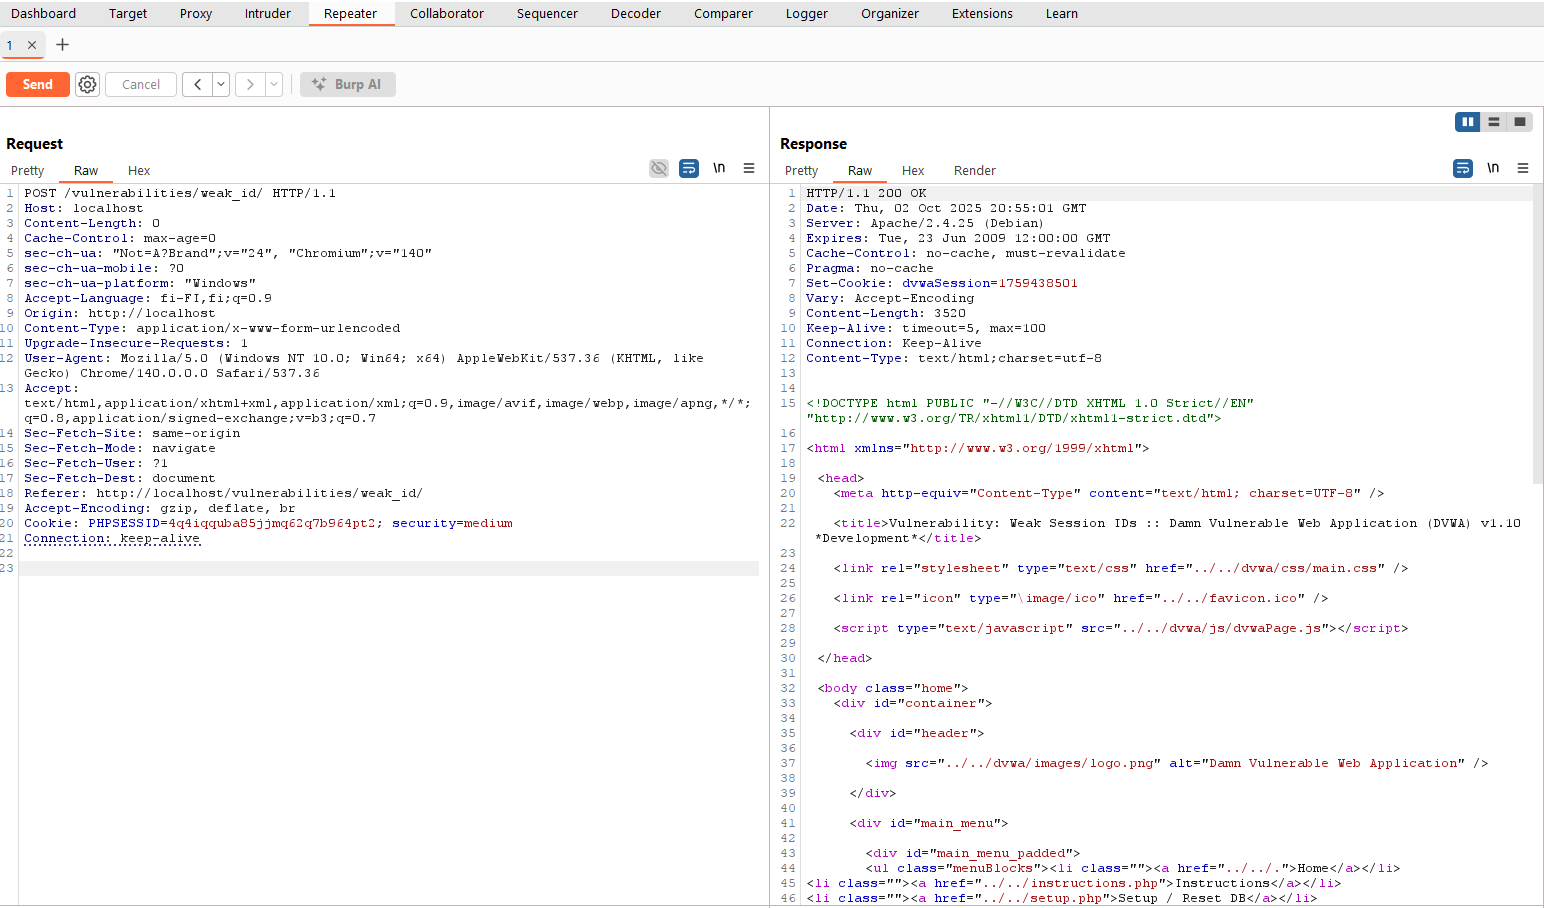 Dashboard Target Proxy Intruder Repeater Collaborator Sequencer Decoder Comparer Logger Organizer Extensions Learn
1 × +
Send Cancel < > Burp AI
Request
Pretty Raw Hex \n
1 POST /vulnerabilities/weak_id/ HTTP/1.1
2 Host: localhost
3 Content-Length: 0
4 Cache-Control: max-age=0
5 sec-ch-ua: "Not=A?Brand";v="24", "Chromium";v="140"
6 sec-ch-ua-mobile: ?0
7 sec-ch-ua-platform: "Windows"
8 Accept-Language: fi-FI,fi;q=0.9
9 Origin: http://localhost
10 Content-Type: application/x-www-form-urlencoded
11 Upgrade-Insecure-Requests: 1
12 User-Agent: Mozilla/5.0 (Windows NT 10.0; Win64; x64) AppleWebKit/537.36 (KHTML, like
Gecko) Chrome/140.0.0.0 Safari/537.36
13 Accept:
text/html,application/xhtml+xml,application/xml;q=0.9,image/avif,image/webp,image/apng,*/*;
q=0.8,application/signed-exchange;v=b3;q=0.7
14 Sec-Fetch-Site: same-origin
15 Sec-Fetch-Mode: navigate
16 Sec-Fetch-User: ?1
17 Sec-Fetch-Dest: document
18 Referer: http://localhost/vulnerabilities/weak_id/
19 Accept-Encoding: gzip, deflate, br
20 Cookie: PHPSESSID=4q4iqquba85jjmq62q7b964pt2; security=medium
21 Connection: keep-alive
22
23
Response
Pretty Raw Hex Render \n
1 HTTP/1.1 200 OK
2 Date: Thu, 02 Oct 2025 20:55:01 GMT
3 Server: Apache/2.4.25 (Debian)
4 Expires: Tue, 23 Jun 2009 12:00:00 GMT
5 Cache-Control: no-cache, must-revalidate
6 Pragma: no-cache
7 Set-Cookie: dvwaSession=1759438501
8 Vary: Accept-Encoding
9 Content-Length: 3520
10 Keep-Alive: timeout=5, max=100
11 Connection: Keep-Alive
12 Content-Type: text/html;charset=utf-8
13
14
15 <!DOCTYPE html PUBLIC "-//W3C//DTD XHTML 1.0 Strict//EN"
"http://www.w3.org/TR/xhtml1/DTD/xhtml1-strict.dtd">
16
17 <html xmlns="http://www.w3.org/1999/xhtml">
18
19 <head>
20 <meta http-equiv="Content-Type" content="text/html; charset=UTF-8" />
21
22 <title>Vulnerability: Weak Session IDs :: Damn Vulnerable Web Application (DVWA) v1.10
*Development*</title>
23
24 <link rel="stylesheet" type="text/css" href="../../dvwa/css/main.css" />
25
26 <link rel="icon" type="\image/ico" href="../../favicon.ico" />
27
28 <script type="text/javascript" src="../../dvwa/js/dvwaPage.js"></script>
29
30 </head>
31
32 <body class="home">
33 <div id="container">
34
35 <div id="header">
36
37 <img src="../../dvwa/images/logo.png" alt="Damn Vulnerable Web Application" />
38
39 </div>
40
41 <div id="main_menu">
42
43 <div id="main_menu_padded">
44 <ul class="menuBlocks"><li class=""><a href="../../.">Home</a></li>
45 <li class=""><a href="../../instructions.php">Instructions</a></li>
46 <li class=""><a href="../../setup.php">Setup / Reset DB</a></li>